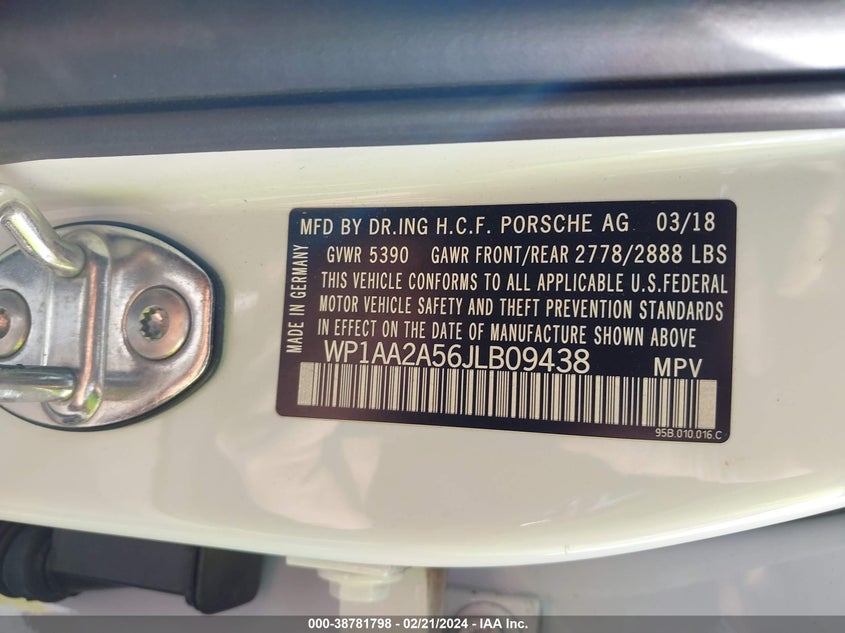 MFD BY DR.ING H.C.F. PORSCHE AG 03/18
GVWR 5390 GAWR FRONT/REAR 2778/2888 LBS
THIS VEHICLE CONFORMS TO ALL APPLICABLE U.S.FEDERAL
MOTOR VEHICLE SAFETY AND THEFT PREVENTION STANDARDS
IN EFFECT ON THE DATE OF MANUFACTURE SHOWN ABOVE
WP1AA2A56JLB09438 MPV
95B.010.016.C
MADE IN GERMANY
000-38781798 - 02/21/2024 - IAA Inc.